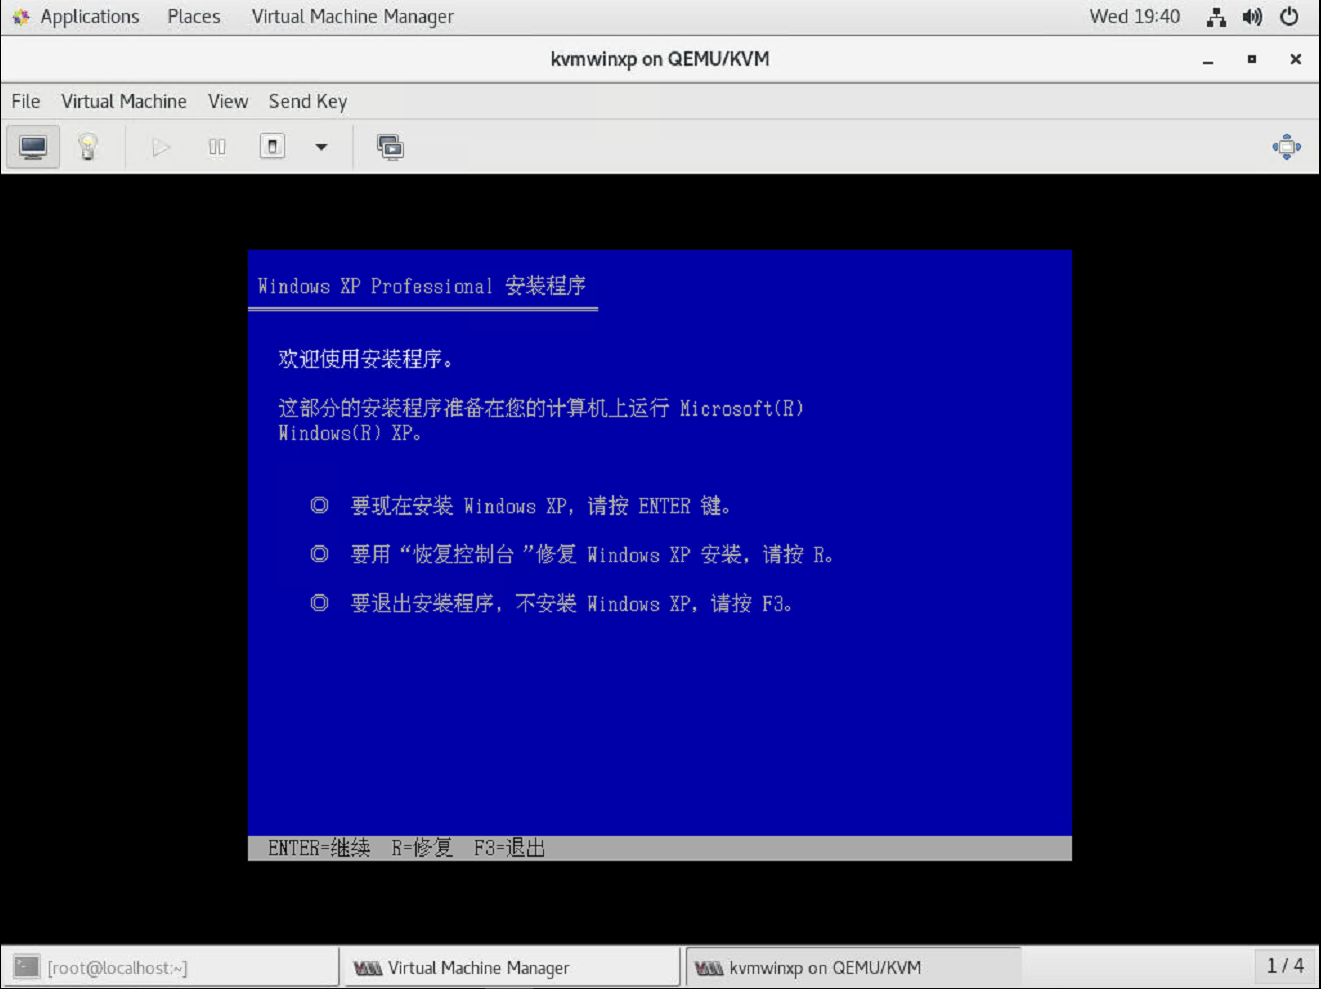 Applications Places Virtual Machine Manager Wed 19:40
kvmwinxp on QEMU/KVM
File Virtual Machine View Send Key
Windows XP Professional 安装程序
欢迎使用安装程序。
这部分的安装程序准备在您的计算机上运行 Microsoft(R)
Windows(R) XP。
◎ 要现在安装 Windows XP，请按 ENTER 键。
◎ 要用“恢复控制台”修复 Windows XP 安装，请按 R。
◎ 要退出安装程序，不安装 Windows XP，请按 F3。
ENTER=继续 R=修复 F3=退出
[root@localhost:~] Virtual Machine Manager kvmwinxp on QEMU/KVM 1 / 4